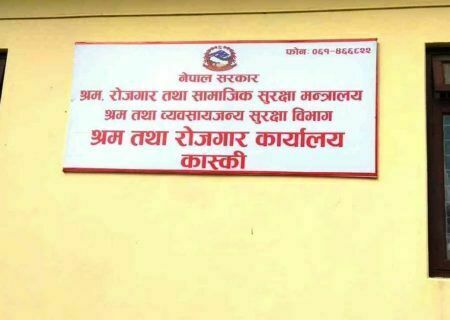 फोन: ०६१-४६६८२२
नेपाल सरकार
श्रम, रोजगार तथा सामाजिक सुरक्षा मन्त्रालय
श्रम तथा व्यवसायजन्य सुरक्षा विभाग
श्रम तथा रोजगार कार्यालय
कास्की